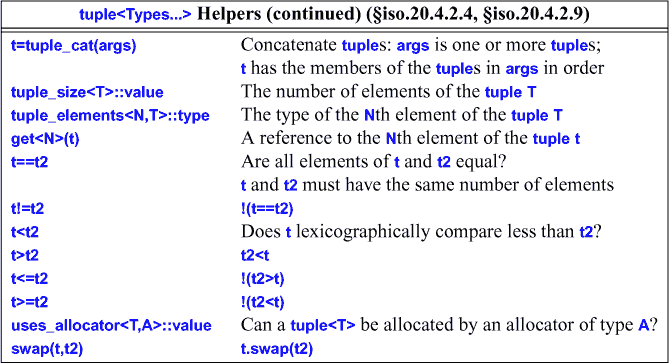 tuple<Types...> Helpers (continued) (§iso.20.4.2.4, §iso.20.4.2.9)
t=tuple_cat(args) Concatenate tuples: args is one or more tuples;
t has the members of the tuples in args in order
tuple_size<T>::value The number of elements of the tuple T
tuple_elements<N,T>::type The type of the Nth element of the tuple T
get<N>(t) A reference to the Nth element of the tuple t
t==t2 Are all elements of t and t2 equal?
t and t2 must have the same number of elements
t!=t2 !(t==t2)
t<t2 Does t lexicographically compare less than t2?
t>t2 t2<t
t<=t2 !(t2>t)
t>=t2 !(t2<t)
uses_allocator<T,A>::value Can a tuple<T> be allocated by an allocator of type A?
swap(t,t2) t.swap(t2)